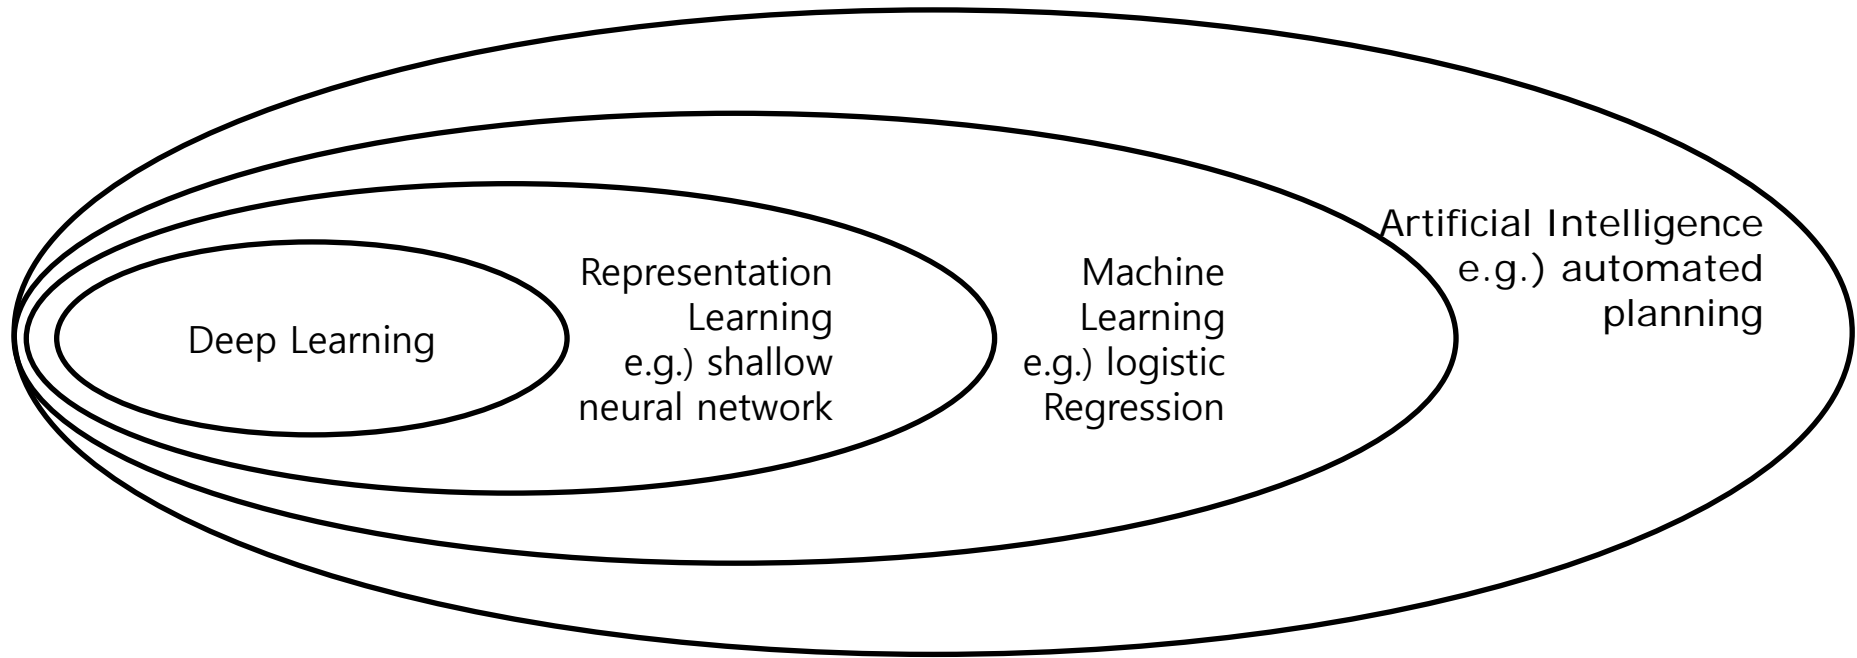 Deep Learning
Representation
Learning
e.g.) shallow
neural network
Machine
Learning
e.g.) logistic
Regression
Artificial Intelligence
e.g.) automated
planning